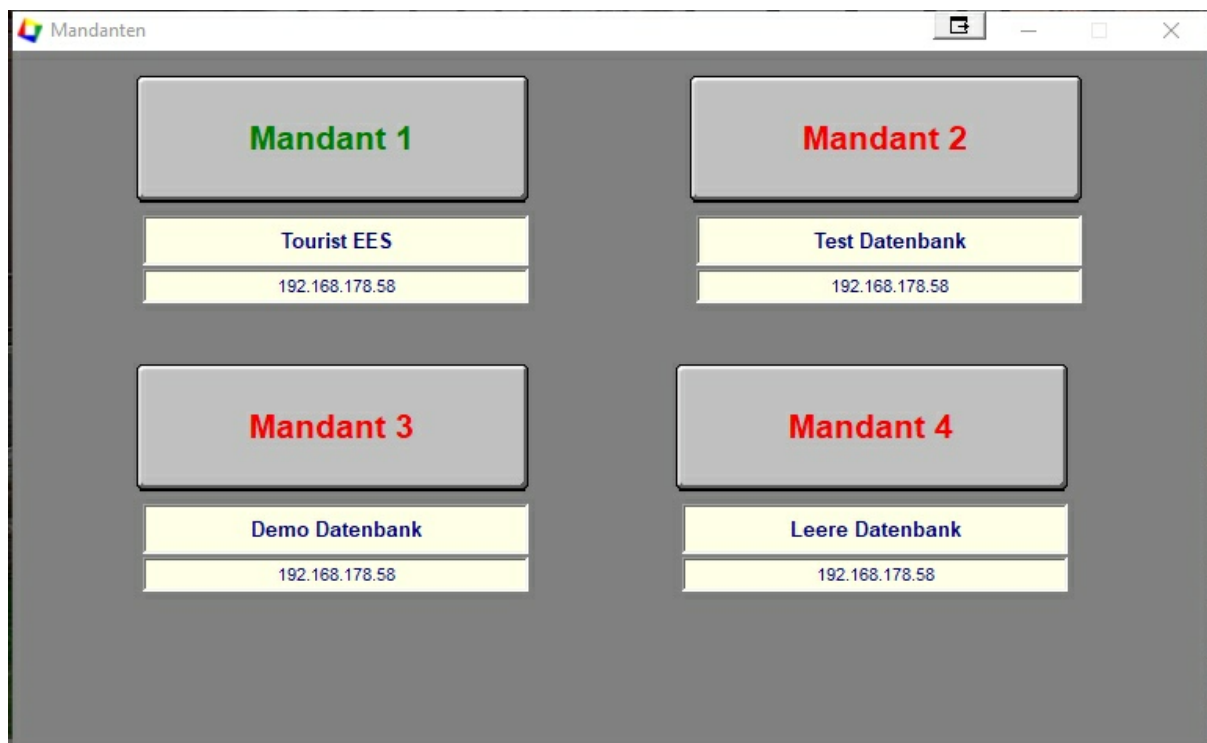 Mandanten
Mandant 1
Mandant 2
Tourist EES
Test Datenbank
192.168.178.58
192.168.178.58
Mandant 3
Mandant 4
Demo Datenbank
Leere Datenbank
192.168.178.58
192.168.178.58